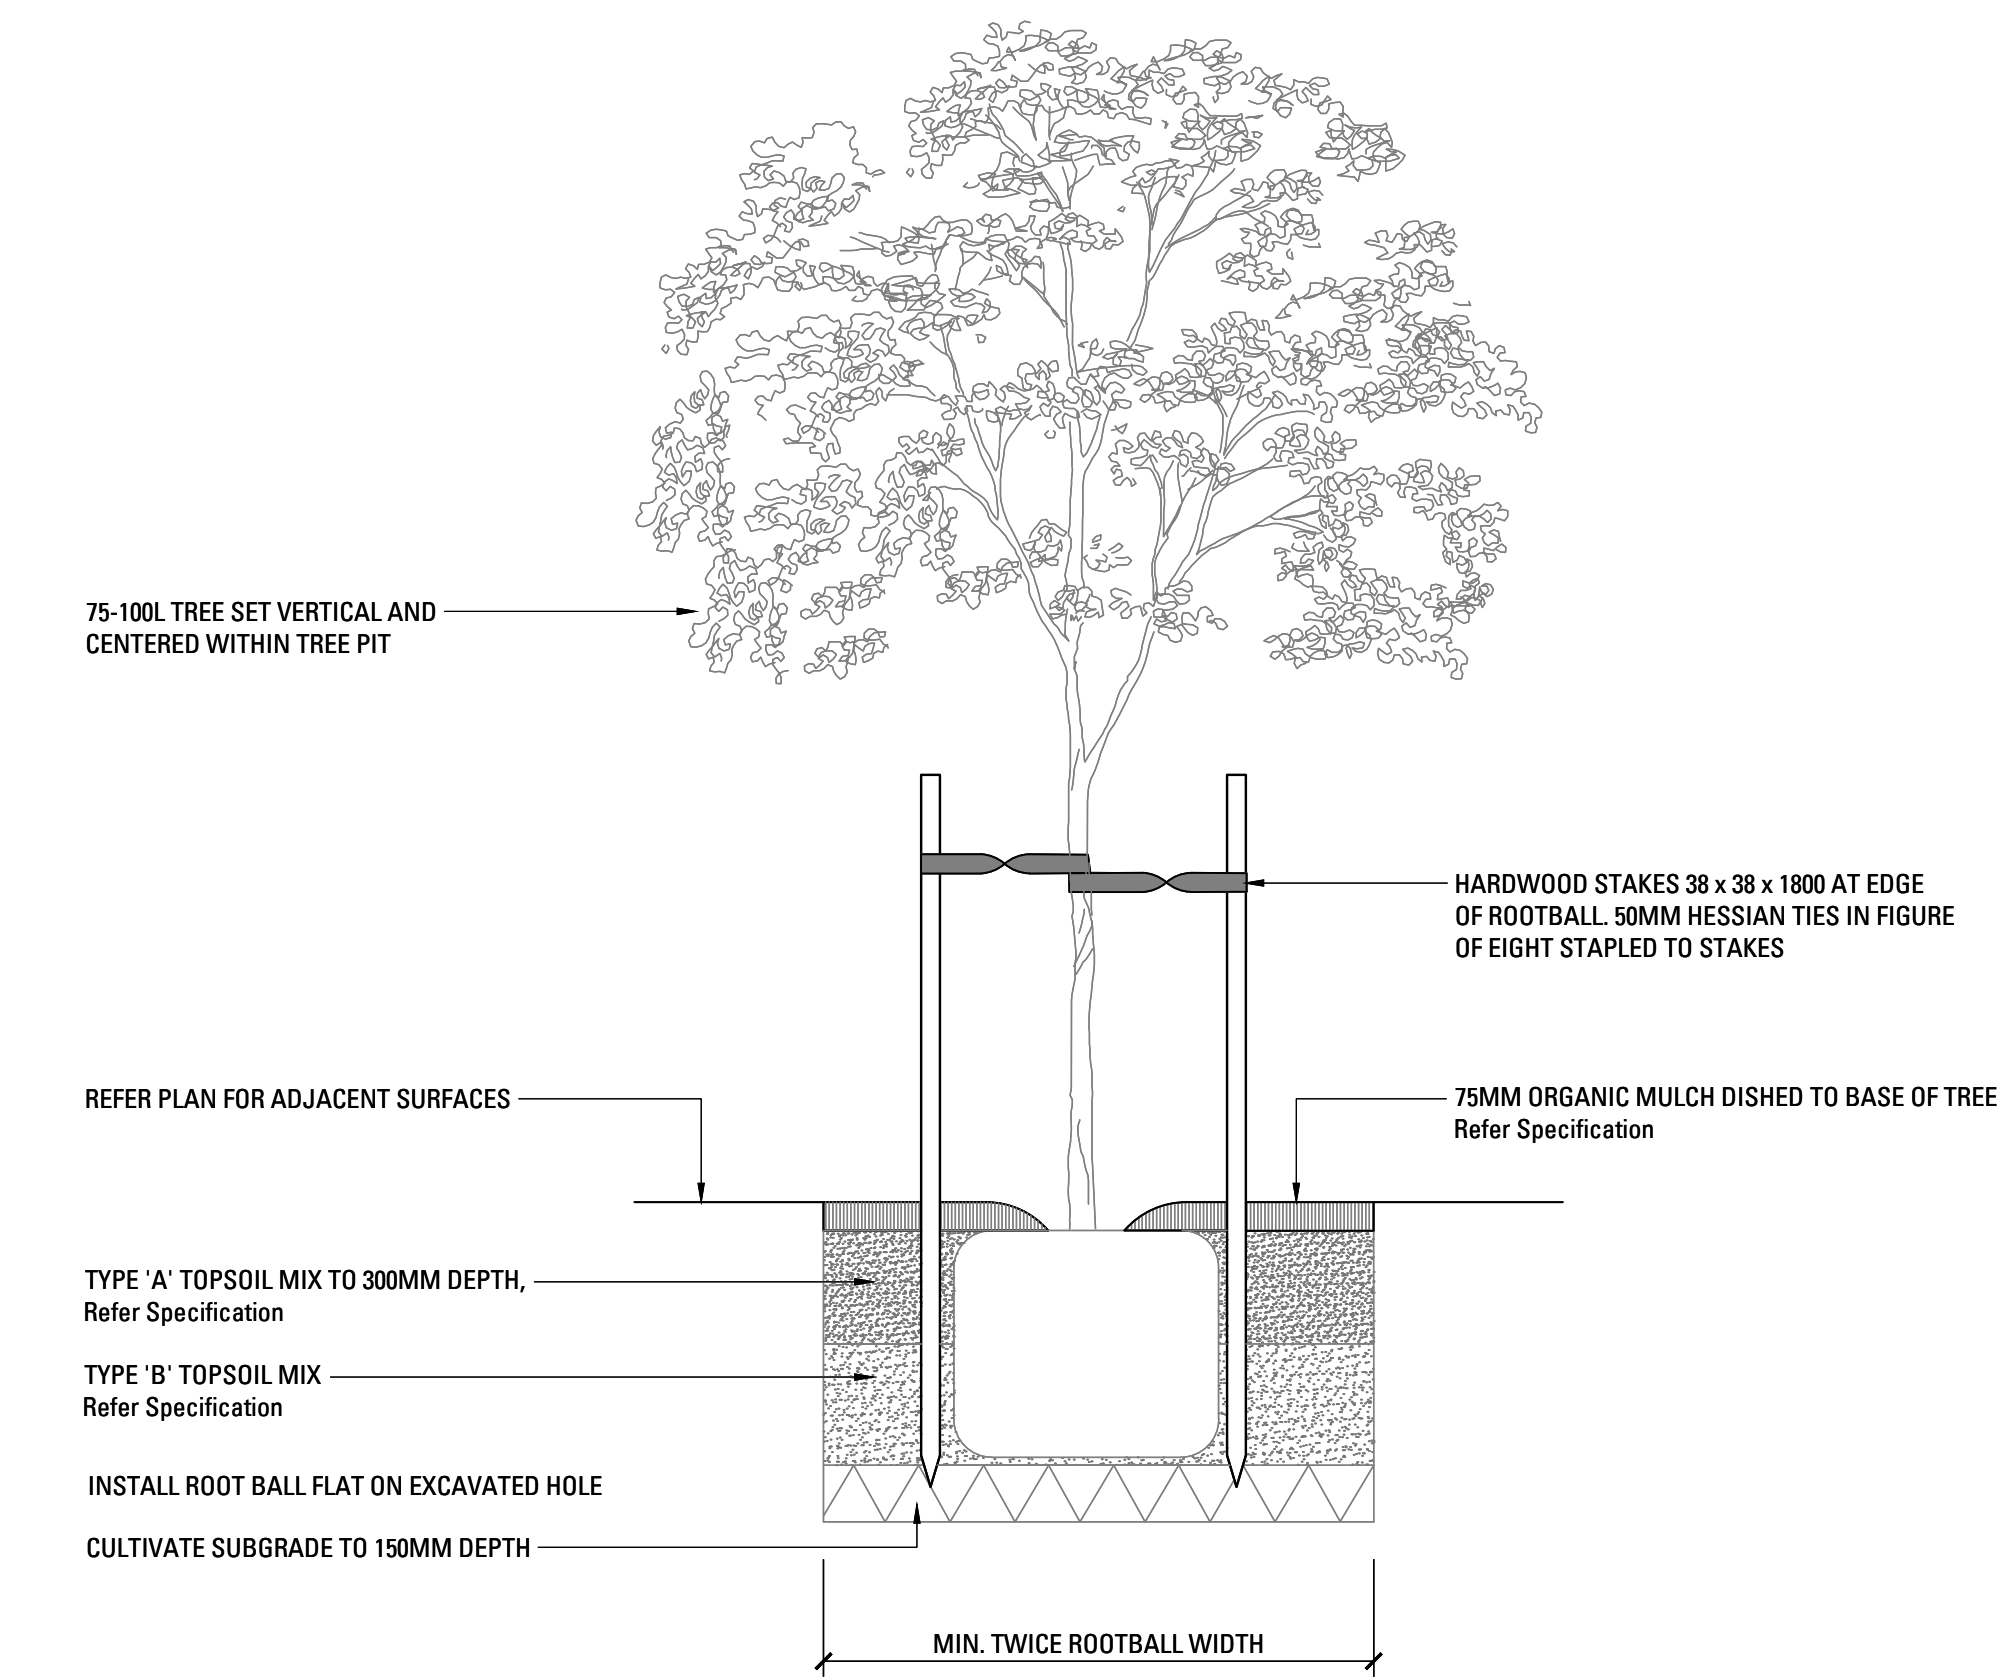 75-100L TREE SET VERTICAL AND
CENTERED WITHIN TREE PIT
HARDWOOD STAKES 38 x 38 x 1800 AT EDGE
OF ROOTBALL. 50MM HESSIAN TIES IN FIGURE
OF EIGHT STAPLED TO STAKES
REFER PLAN FOR ADJACENT SURFACES
75MM ORGANIC MULCH DISHED TO BASE OF TREE
Refer Specification
TYPE 'A' TOPSOIL MIX TO 300MM DEPTH,
Refer Specification
TYPE 'B' TOPSOIL MIX
Refer Specification
INSTALL ROOT BALL FLAT ON EXCAVATED HOLE
CULTIVATE SUBGRADE TO 150MM DEPTH
MIN. TWICE ROOTBALL WIDTH